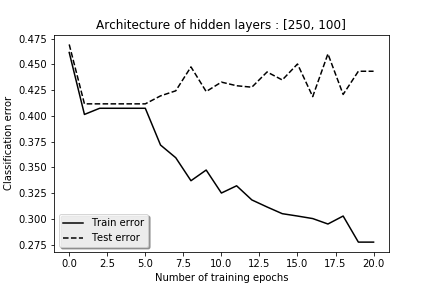 Architecture of hidden layers : [250, 100]
Classification error
0.475
0.450
0.425
0.400
0.375
0.350
0.325
0.300
0.275
Train error
Test error
0.0 2.5 5.0 7.5 10.0 12.5 15.0 17.5 20.0
Number of training epochs